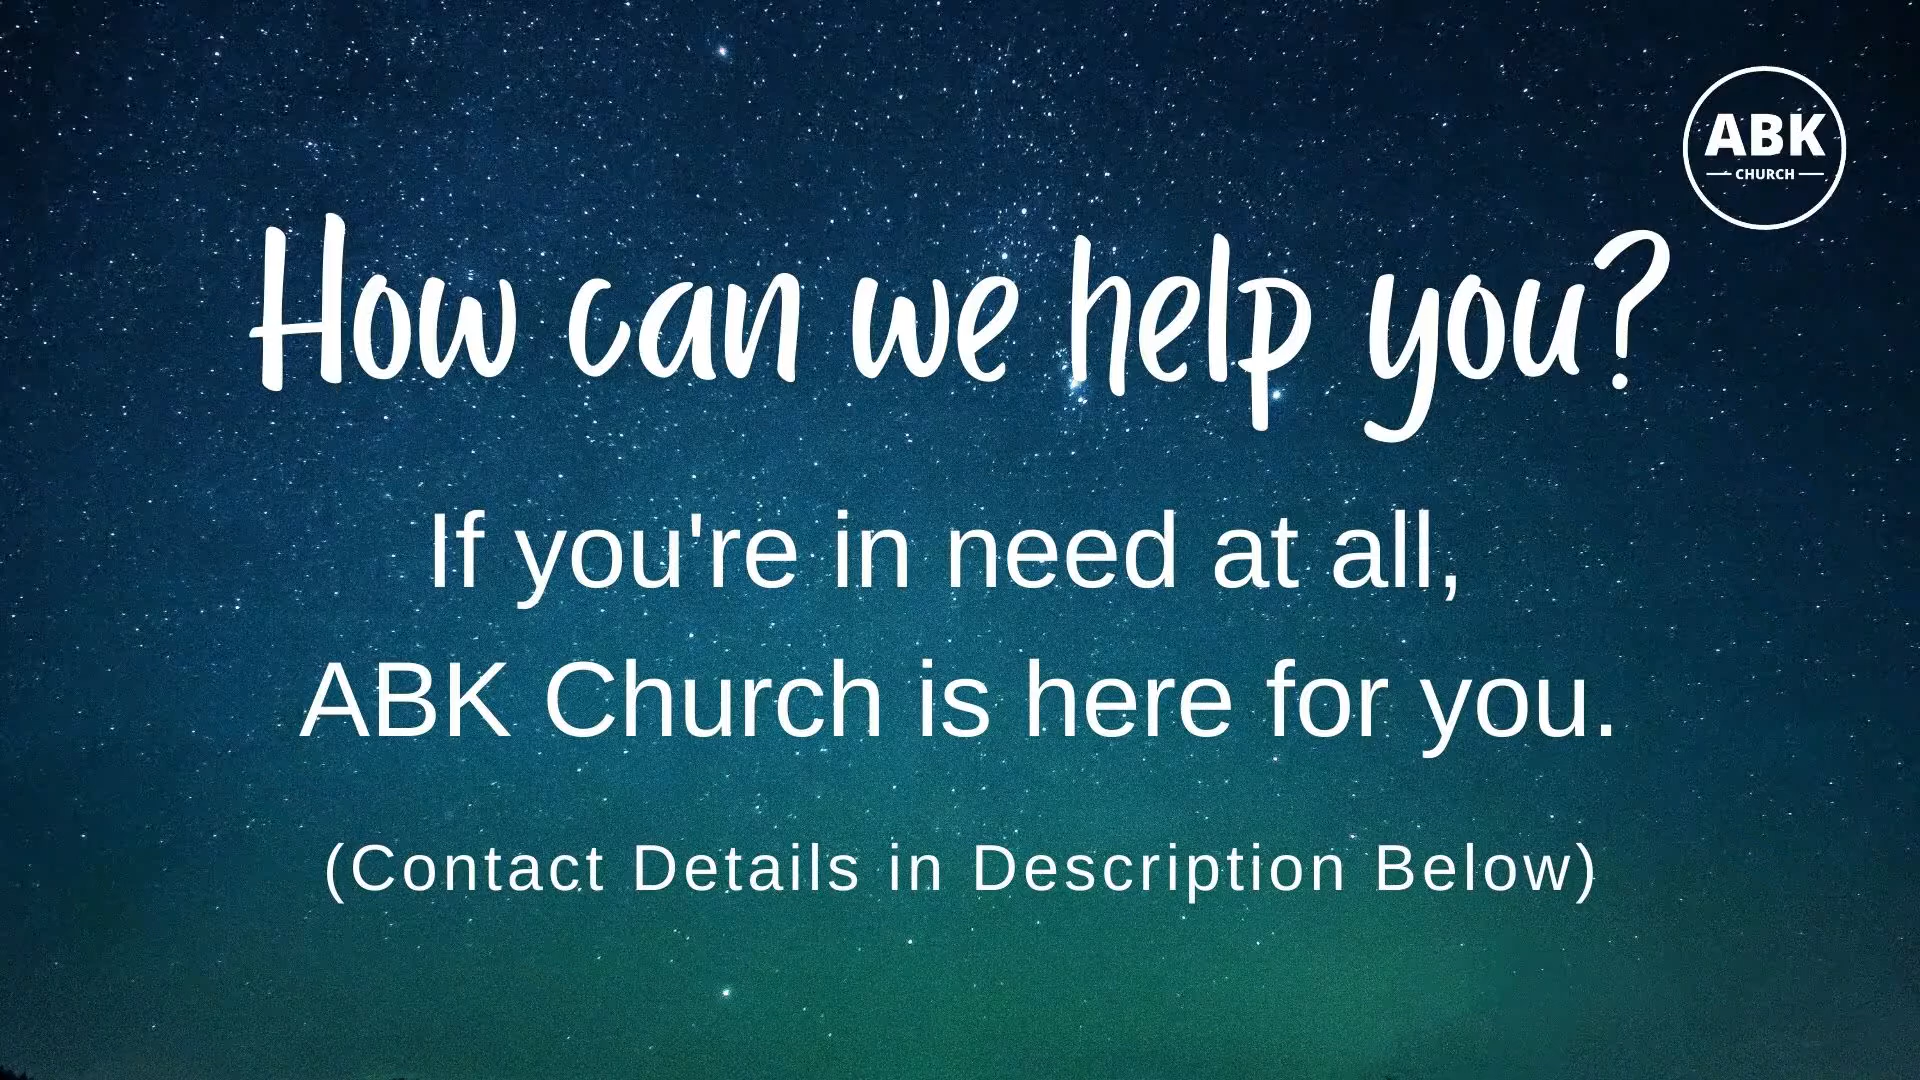 ABK
CHURCH
How can we help you?
If you're in need at all,
ABK Church is here for you.
(Contact Details in Description Below)